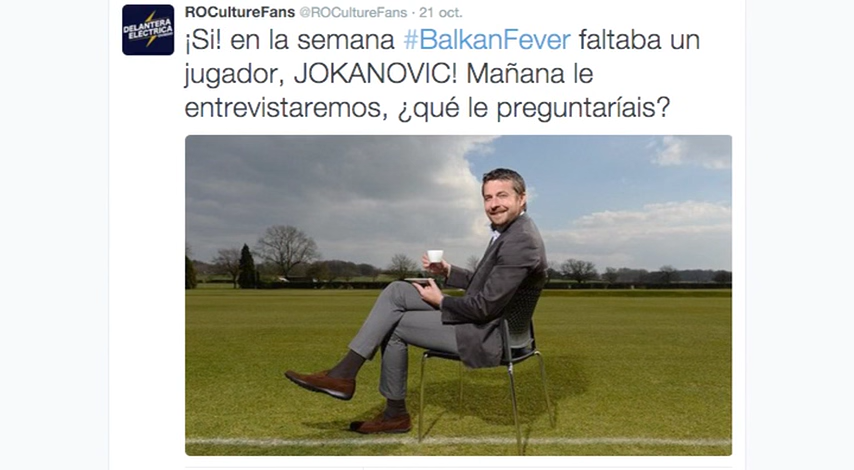 DELANTERA
ELECTRICA
ROCultureFans @ROCultureFans · 21 oct.
¡Si! en la semana #BalkanFever faltaba un
jugador, JOKANOVIC! Mañana le
entrevistaremos, ¿qué le preguntaríais?